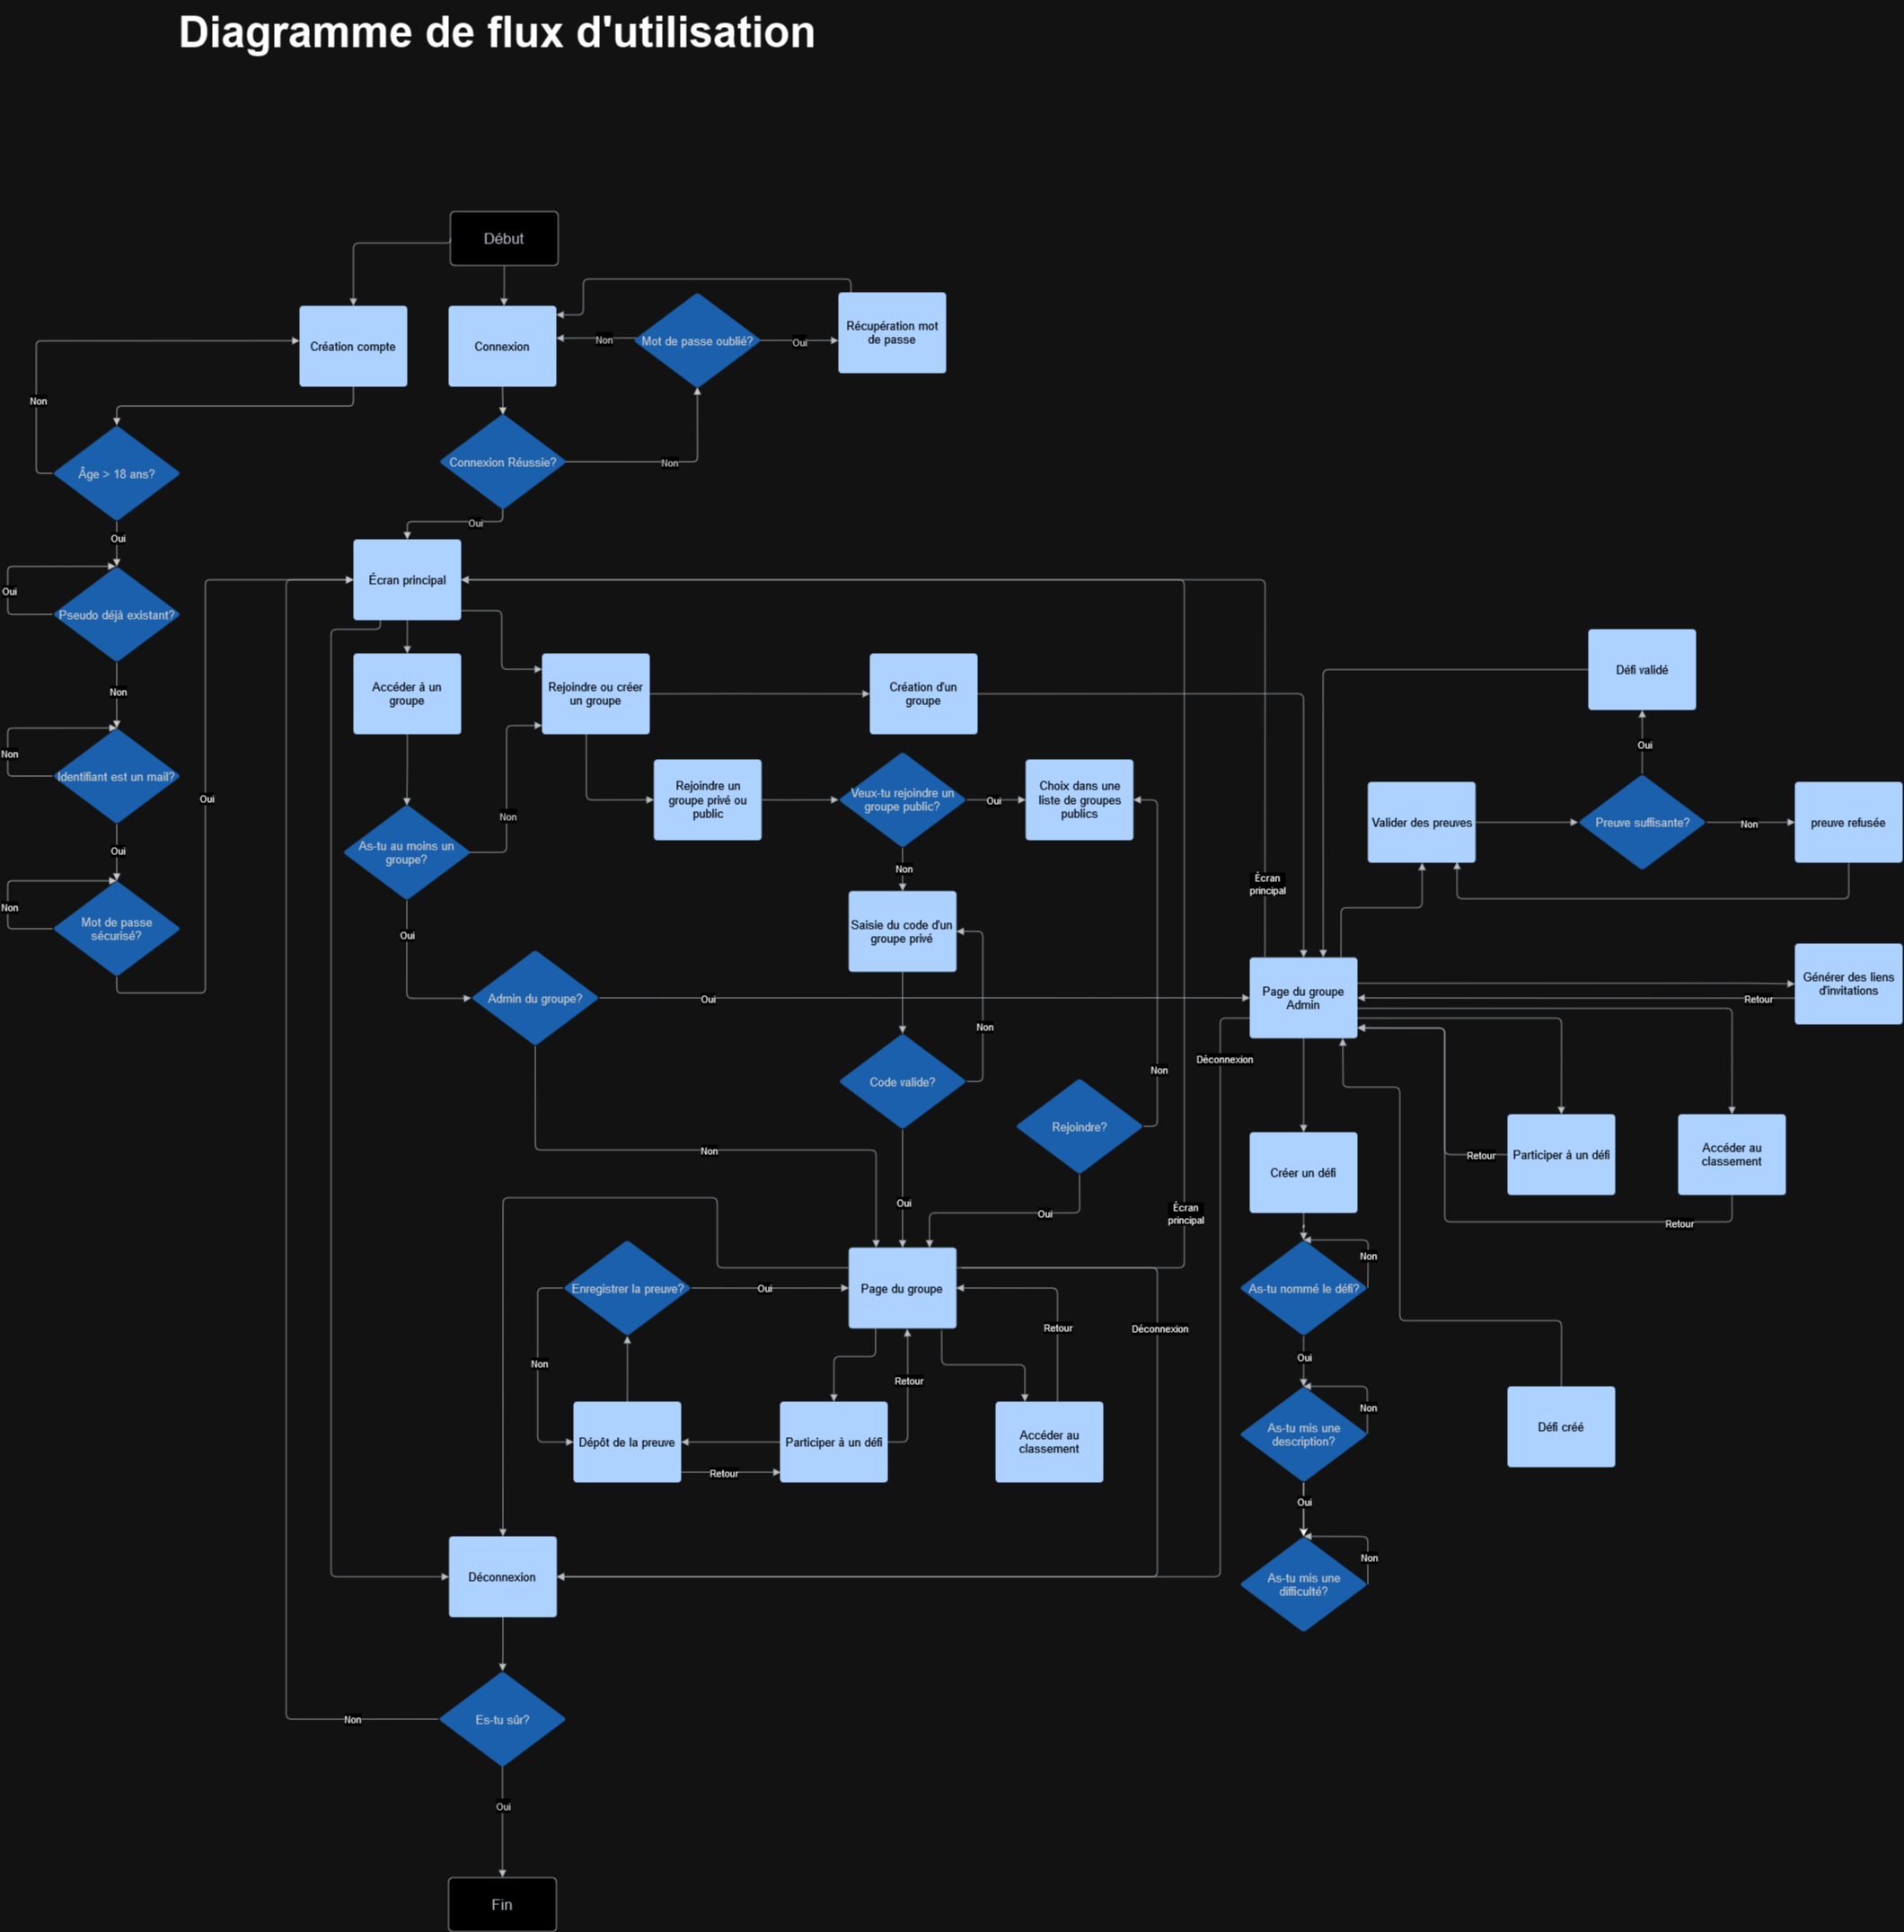 Diagramme de flux d'utilisation
Début
Création compte
Connexion
Non
Mot de passe oublié?
Oui
Récupération mot
de passe
Non
Âge > 18 ans?
Connexion Réussie?
Non
Oui
Oui
Écran principal
Oui
Pseudo déjà existant?
Non
Accéder à un
groupe
Rejoindre ou créer
un groupe
Création d'un
groupe
Défi validé
Oui
Non
Identifiant est un mail?
Oui
Rejoindre un
groupe privé ou
public
Veux-tu rejoindre un
groupe public?
Oui
Choix dans une
liste de groupes
publics
Valider des preuves
Preuve suffisante?
Non
preuve refusée
Non
As-tu au moins un
groupe?
Oui
Non
Écran
principal
Non
Mot de passe
sécurisé?
Oui
Saisie du code d'un
groupe privé
Admin du groupe?
Oui
Page du groupe
Admin
Générer des liens
d'invitations
Retour
Non
Déconnexion
Non
Code valide?
Rejoindre?
Non
Créer un défi
Retour
Participer à un défi
Accéder au
classement
Retour
Oui
Oui
Écran
principal
Enregistrer la preuve?
Oui
Page du groupe
As-tu nommé le défi?
Non
Non
Retour
Retour
Déconnexion
Oui
Dépôt de la preuve
Retour
Participer à un défi
Accéder au
classement
As-tu mis une
description?
Non
Défi créé
Oui
Déconnexion
As-tu mis une
difficulté?
Non
Non
Es-tu sûr?
Oui
Fin